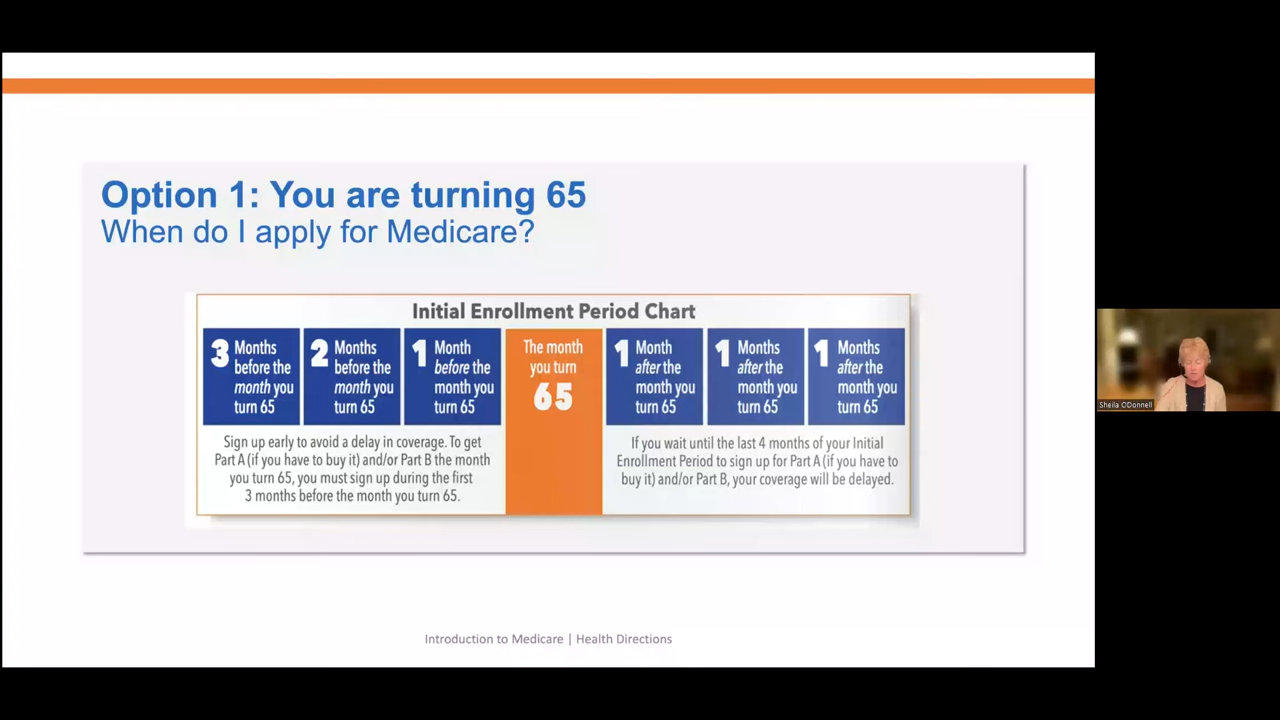 Option 1: You are turning 65
When do I apply for Medicare?
Initial Enrollment Period Chart
3 Months
before the
month you
turn 65
2 Months
before the
month you
turn 65
1 Month
before the
month you
turn 65
The month
you turn
65
1 Month
after the
month you
turn 65
1 Months
after the
month you
turn 65
1 Months
after the
month you
turn 65
Sign up early to avoid a delay in coverage. To get
Part A (if you have to buy it) and/or Part B the month
you turn 65, you must sign up during the first
3 months before the month you turn 65.
If you wait until the last 4 months of your Initial
Enrollment Period to sign up for Part A (if you have to
buy it) and/or Part B, your coverage will be delayed.
Introduction to Medicare | Health Directions
Sheila ODonnell